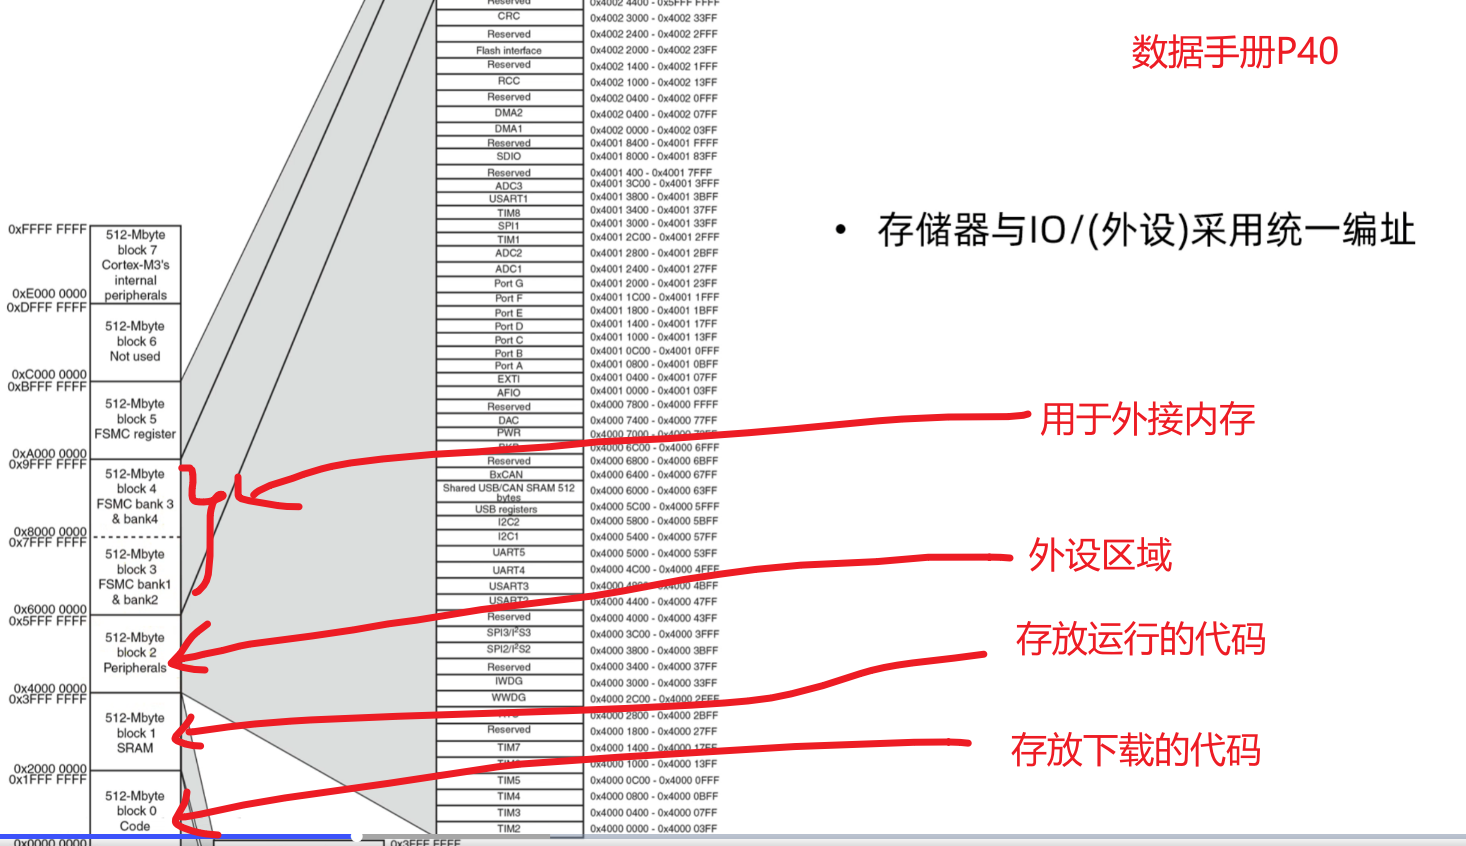 数据手册P40
• 存储器与IO/(外设)采用统一编址
用于外接内存
外设区域
存放运行的代码
存放下载的代码
0xFFFF FFFF
512-Mbyte
block 7
Cortex-M3's
internal
peripherals
0xE000 0000
0xDFFF FFFF
512-Mbyte
block 6
Not used
0xC000 0000
0xBFFF FFFF
512-Mbyte
block 5
FSMC register
0xA000 0000
0x9FFF FFFF
512-Mbyte
block 4
FSMC bank 3
& bank4
0x8000 0000
0x7FFF FFFF
512-Mbyte
block 3
FSMC bank1
& bank2
0x6000 0000
0x5FFF FFFF
512-Mbyte
block 2
Peripherals
0x4000 0000
0x3FFF FFFF
512-Mbyte
block 1
SRAM
0x2000 0000
0x1FFF FFFF
512-Mbyte
block 0
Code
0x0000 0000
Reserved 0x4002 4400 - 0x5FFF FFFF
CRC 0x4002 3000 - 0x4002 33FF
Reserved 0x4002 2400 - 0x4002 2FFF
Flash interface 0x4002 2000 - 0x4002 23FF
Reserved 0x4002 1400 - 0x4002 1FFF
RCC 0x4002 1000 - 0x4002 13FF
Reserved 0x4002 0400 - 0x4002 0FFF
DMA2 0x4002 0400 - 0x4002 07FF
DMA1 0x4002 0000 - 0x4002 03FF
Reserved 0x4001 8400 - 0x4001 FFFF
SDIO 0x4001 8000 - 0x4001 83FF
Reserved 0x4001 400 - 0x4001 7FFF
ADC3 0x4001 3C00 - 0x4001 3FFF
USART1 0x4001 3800 - 0x4001 3BFF
TIM8 0x4001 3400 - 0x4001 37FF
SPI1 0x4001 3000 - 0x4001 33FF
TIM1 0x4001 2C00 - 0x4001 2FFF
ADC2 0x4001 2800 - 0x4001 2BFF
ADC1 0x4001 2400 - 0x4001 27FF
Port G 0x4001 2000 - 0x4001 23FF
Port F 0x4001 1C00 - 0x4001 1FFF
Port E 0x4001 1800 - 0x4001 1BFF
Port D 0x4001 1400 - 0x4001 17FF
Port C 0x4001 1000 - 0x4001 13FF
Port B 0x4001 0C00 - 0x4001 0FFF
Port A 0x4001 0800 - 0x4001 0BFF
EXTI 0x4001 0400 - 0x4001 07FF
AFIO 0x4001 0000 - 0x4001 03FF
Reserved 0x4000 7800 - 0x4000 FFFF
DAC 0x4000 7400 - 0x4000 77FF
PWR 0x4000 7000 - 0x4000
0x4000 6C00 - 0x4000 6FFF
Reserved 0x4000 6800 - 0x4000 6BFF
BxCAN 0x4000 6400 - 0x4000 67FF
Shared USB/CAN SRAM 512 0x4000 6000 - 0x4000 63FF
bytes
USB registers 0x4000 5C00 - 0x4000 5FFF
I2C2 0x4000 5800 - 0x4000 5BFF
I2C1 0x4000 5400 - 0x4000 57FF
UART5 0x4000 5000 - 0x4000 53FF
UART4 0x4000 4C00 - 0x4000 4FFF
USART3 0x4000 4800 - 0x4000 4BFF
USART2 0x4000 4400 - 0x4000 47FF
Reserved 0x4000 4000 - 0x4000 43FF
SPI3/I²S3 0x4000 3C00 - 0x4000 3FFF
SPI2/I²S2 0x4000 3800 - 0x4000 3BFF
Reserved 0x4000 3400 - 0x4000 37FF
IWDG 0x4000 3000 - 0x4000 33FF
WWDG 0x4000 2C00 - 0x4000 2FFF
0x4000 2800 - 0x4000 2BFF
Reserved 0x4000 1800 - 0x4000 27FF
TIM7 0x4000 1400 - 0x4000 17FF
0x4000 1000 - 0x4000 13FF
TIM5 0x4000 0C00 - 0x4000 0FFF
TIM4 0x4000 0800 - 0x4000 0BFF
TIM3 0x4000 0400 - 0x4000 07FF
TIM2 0x4000 0000 - 0x4000 03FF
0x3FFF FFFF